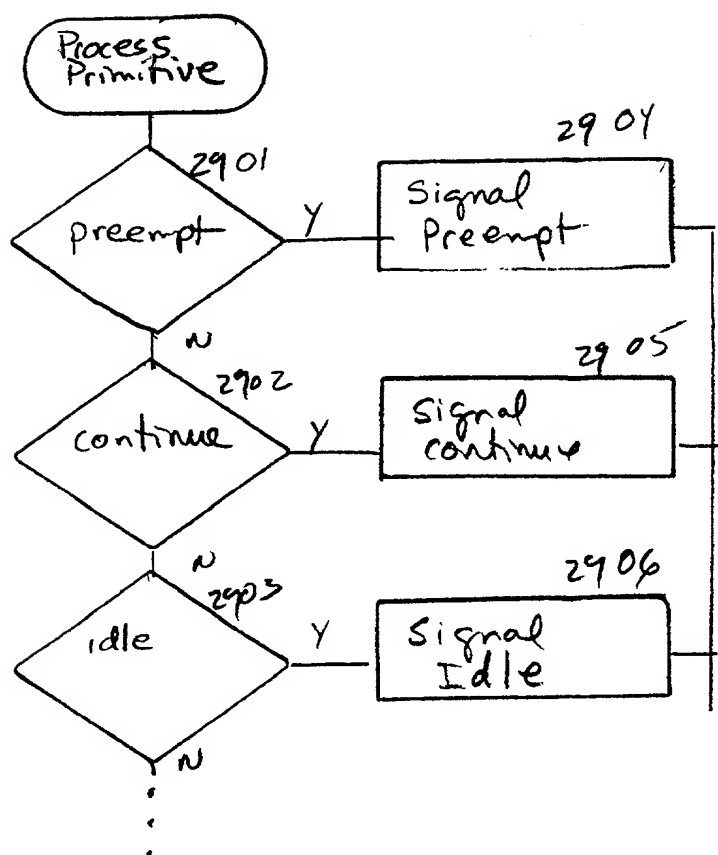 Process
Primitive
2901
preempt
Y
2904
Signal
Preempt
N
2902
continue
Y
2905
Signal
continue
N
2903
idle
Y
2906
Signal
Idle
N